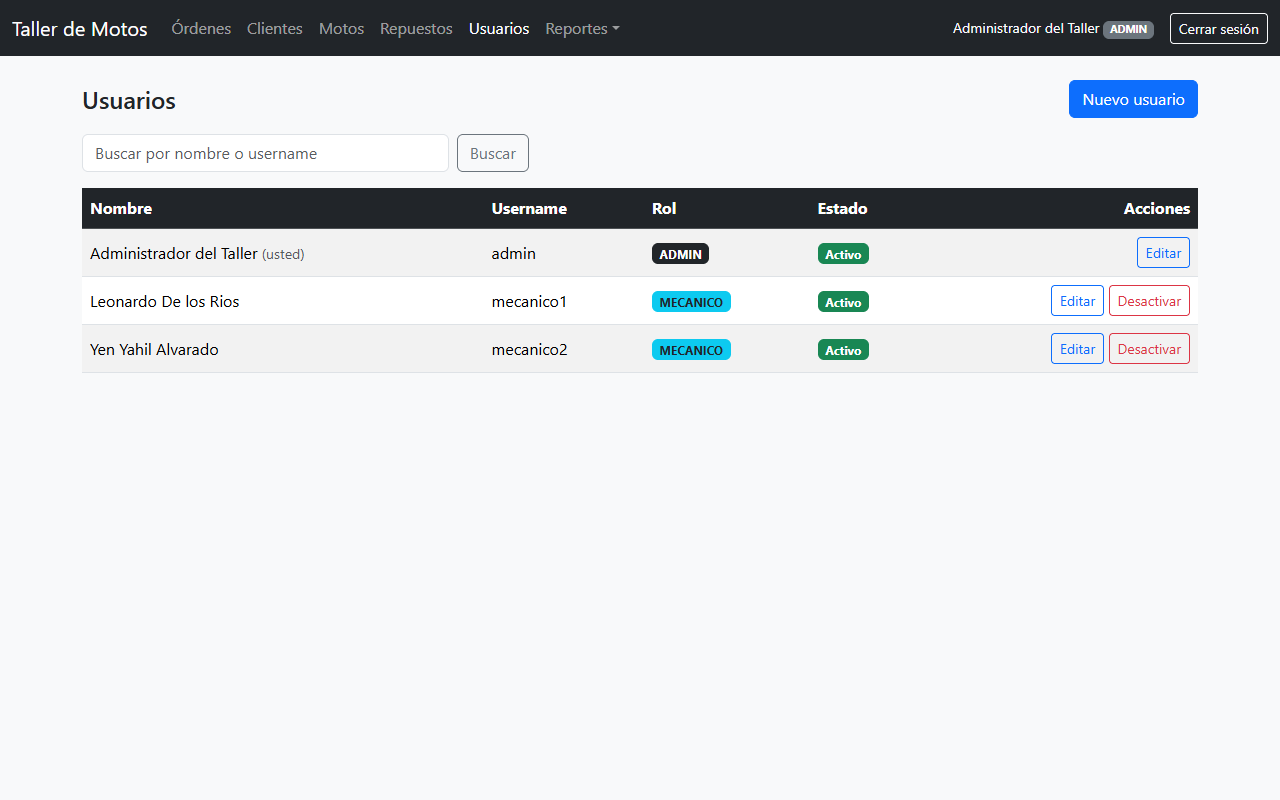 Taller de Motos Órdenes Clientes Motos Repuestos Usuarios Reportes Administrador del Taller ADMIN Cerrar sesión
Usuarios Nuevo usuario
Buscar por nombre o username Buscar
Nombre Username Rol Estado Acciones
Administrador del Taller (usted) admin ADMIN Activo Editar
Leonardo De los Rios mecanico1 MECANICO Activo Editar Desactivar
Yen Yahil Alvarado mecanico2 MECANICO Activo Editar Desactivar